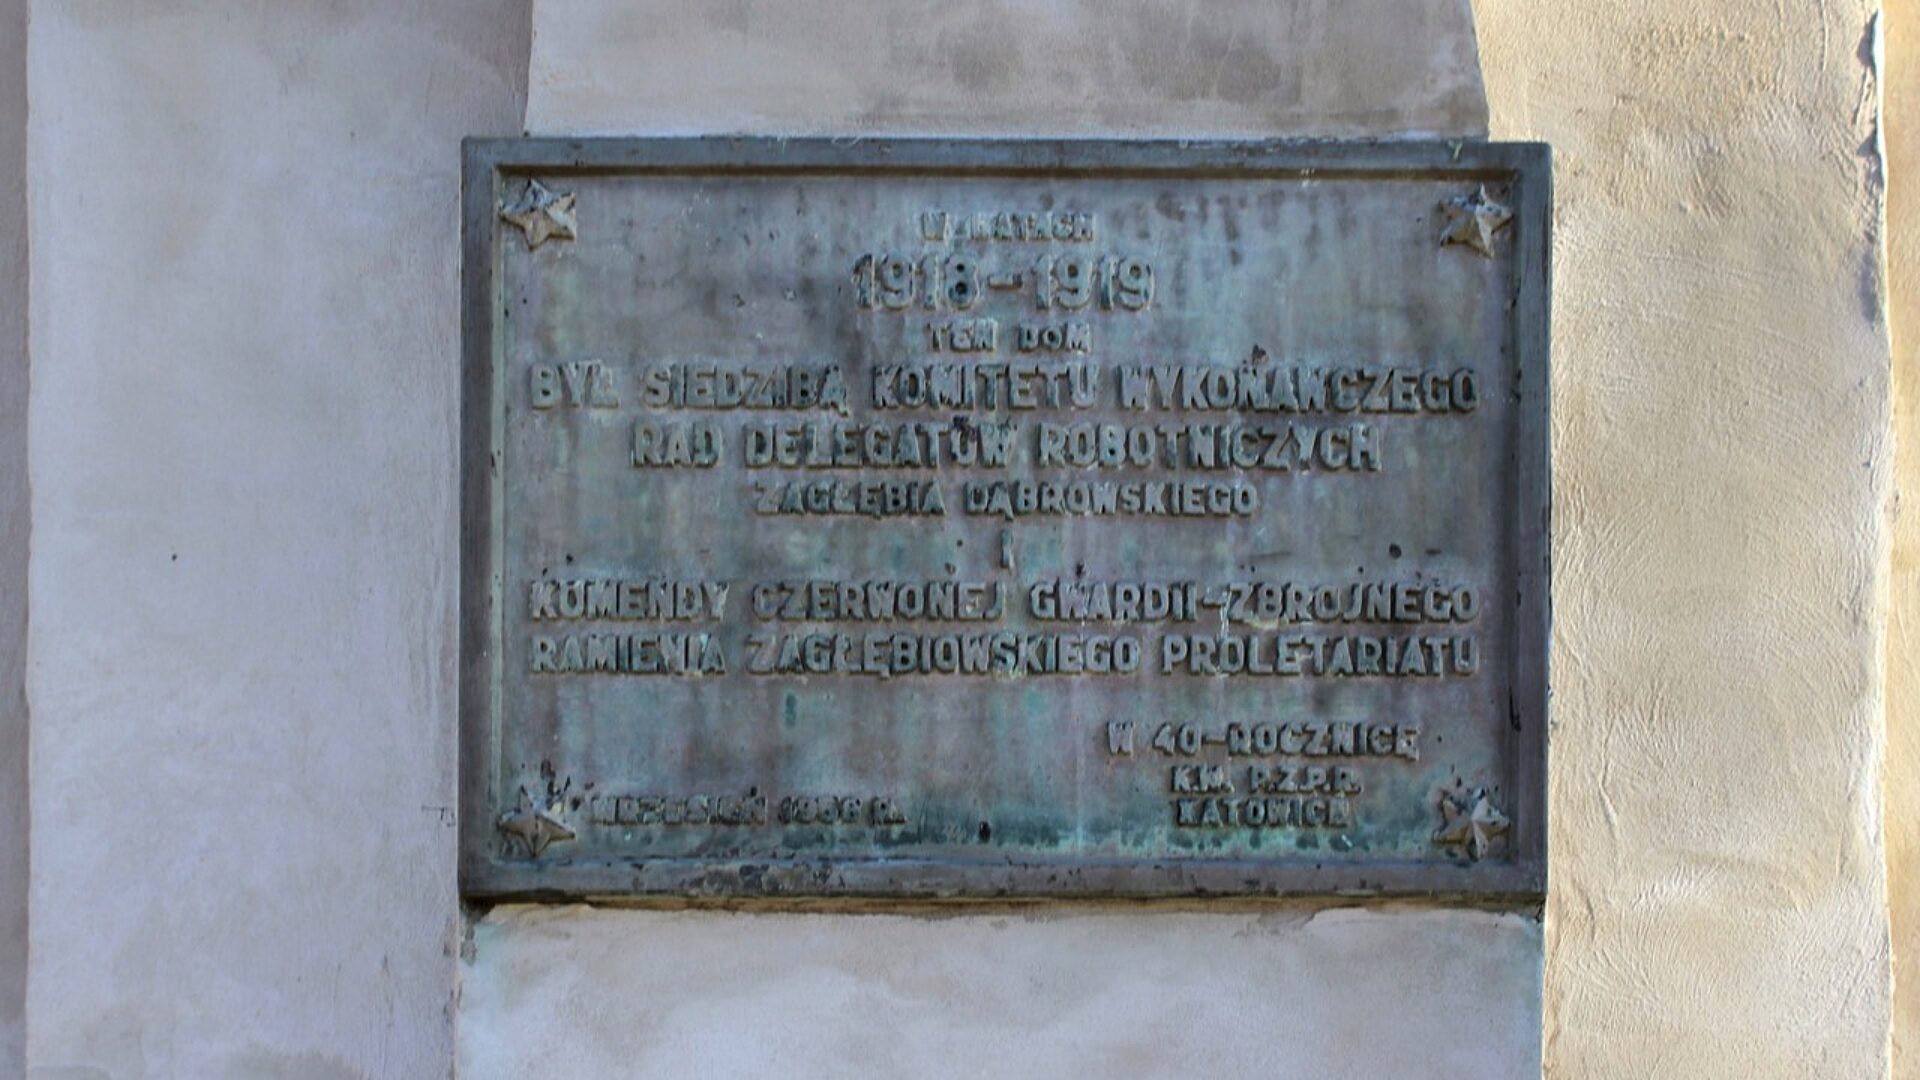 W LATACH
1918-1919
TEN DOM
BYŁ SIEDZIBĄ KOMITETU WYKONAWCZEGO
RAD DELEGATÓW ROBOTNICZYCH
ZAGŁĘBIA DĄBROWSKIEGO
I
KOMENDY CZERWONEJ GWARDII-ZBROJNEGO
RAMIENIA ZAGŁĘBIOWSKIEGO PROLETARIATU
W 40-ROCZNICĘ
K.W. P.Z.P.R.
KATOWICE
WRZESIEŃ 1958 R.